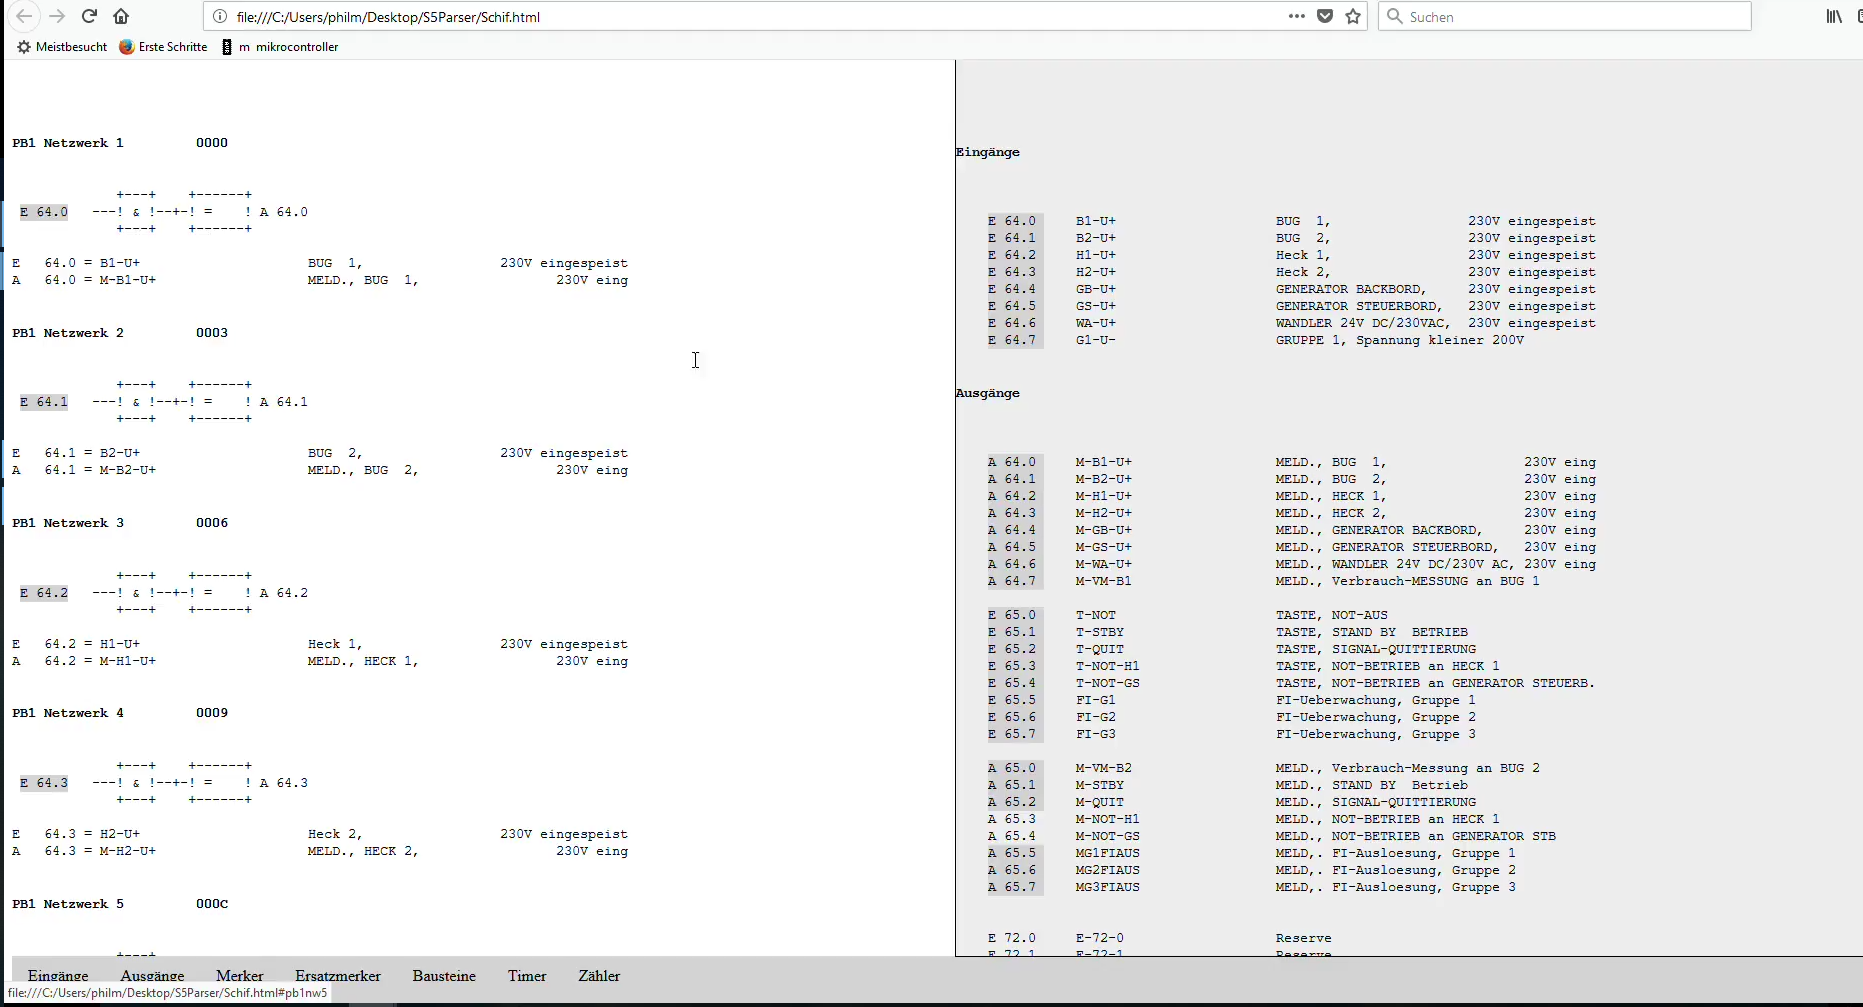 file:///C:/Users/philm/Desktop/S5Parser/Schif.html
Suchen
Meistbesucht Erste Schritte m mikrocontroller
PB1 Netzwerk 1 0000
+---+ +------+
E 64.0 ---! & !--+-! = ! A 64.0
+---+ +------+
E 64.0 = B1-U+ BUG 1, 230V eingespeist
A 64.0 = M-B1-U+ MELD., BUG 1, 230V eing
PB1 Netzwerk 2 0003
+---+ +------+
E 64.1 ---! & !--+-! = ! A 64.1
+---+ +------+
E 64.1 = B2-U+ BUG 2, 230V eingespeist
A 64.1 = M-B2-U+ MELD., BUG 2, 230V eing
PB1 Netzwerk 3 0006
+---+ +------+
E 64.2 ---! & !--+-! = ! A 64.2
+---+ +------+
E 64.2 = H1-U+ Heck 1, 230V eingespeist
A 64.2 = M-H1-U+ MELD., HECK 1, 230V eing
PB1 Netzwerk 4 0009
+---+ +------+
E 64.3 ---! & !--+-! = ! A 64.3
+---+ +------+
E 64.3 = H2-U+ Heck 2, 230V eingespeist
A 64.3 = M-H2-U+ MELD., HECK 2, 230V eing
PB1 Netzwerk 5 000C
+---+
Eingänge
E 64.0 B1-U+ BUG 1, 230V eingespeist
E 64.1 B2-U+ BUG 2, 230V eingespeist
E 64.2 H1-U+ Heck 1, 230V eingespeist
E 64.3 H2-U+ Heck 2, 230V eingespeist
E 64.4 GB-U+ GENERATOR BACKBORD, 230V eingespeist
E 64.5 GS-U+ GENERATOR STEUERBORD, 230V eingespeist
E 64.6 WA-U+ WANDLER 24V DC/230VAC, 230V eingespeist
E 64.7 G1-U- GRUPPE 1, Spannung kleiner 200V
Ausgänge
A 64.0 M-B1-U+ MELD., BUG 1, 230V eing
A 64.1 M-B2-U+ MELD., BUG 2, 230V eing
A 64.2 M-H1-U+ MELD., HECK 1, 230V eing
A 64.3 M-H2-U+ MELD., HECK 2, 230V eing
A 64.4 M-GB-U+ MELD., GENERATOR BACKBORD, 230V eing
A 64.5 M-GS-U+ MELD., GENERATOR STEUERBORD, 230V eing
A 64.6 M-WA-U+ MELD., WANDLER 24V DC/230V AC, 230V eing
A 64.7 M-VM-B1 MELD., Verbrauch-MESSUNG an BUG 1
E 65.0 T-NOT TASTE, NOT-AUS
E 65.1 T-STBY TASTE, STAND BY BETRIEB
E 65.2 T-QUIT TASTE, SIGNAL-QUITTIERUNG
E 65.3 T-NOT-H1 TASTE, NOT-BETRIEB an HECK 1
E 65.4 T-NOT-GS TASTE, NOT-BETRIEB an GENERATOR STEUERB.
E 65.5 FI-G1 FI-Ueberwachung, Gruppe 1
E 65.6 FI-G2 FI-Ueberwachung, Gruppe 2
E 65.7 FI-G3 FI-Ueberwachung, Gruppe 3
A 65.0 M-VM-B2 MELD., Verbrauch-Messung an BUG 2
A 65.1 M-STBY MELD., STAND BY Betrieb
A 65.2 M-QUIT MELD., SIGNAL-QUITTIERUNG
A 65.3 M-NOT-H1 MELD., NOT-BETRIEB an HECK 1
A 65.4 M-NOT-GS MELD., NOT-BETRIEB an GENERATOR STB
A 65.5 MG1FIAUS MELD,. FI-Ausloesung, Gruppe 1
A 65.6 MG2FIAUS MELD,. FI-Ausloesung, Gruppe 2
A 65.7 MG3FIAUS MELD,. FI-Ausloesung, Gruppe 3
E 72.0 E-72-0 Reserve
E 72.1 E-72-1 Reserve
Eingänge Ausgänge Merker Ersatzmerker Bausteine Timer Zähler
file:///C:/Users/philm/Desktop/S5Parser/Schif.html#pb1nw5